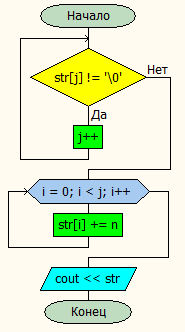 Начало
str[j] != '\0'
Нет
Да
j++
i = 0; i < j; i++
str[i] += n
cout << str
Конец